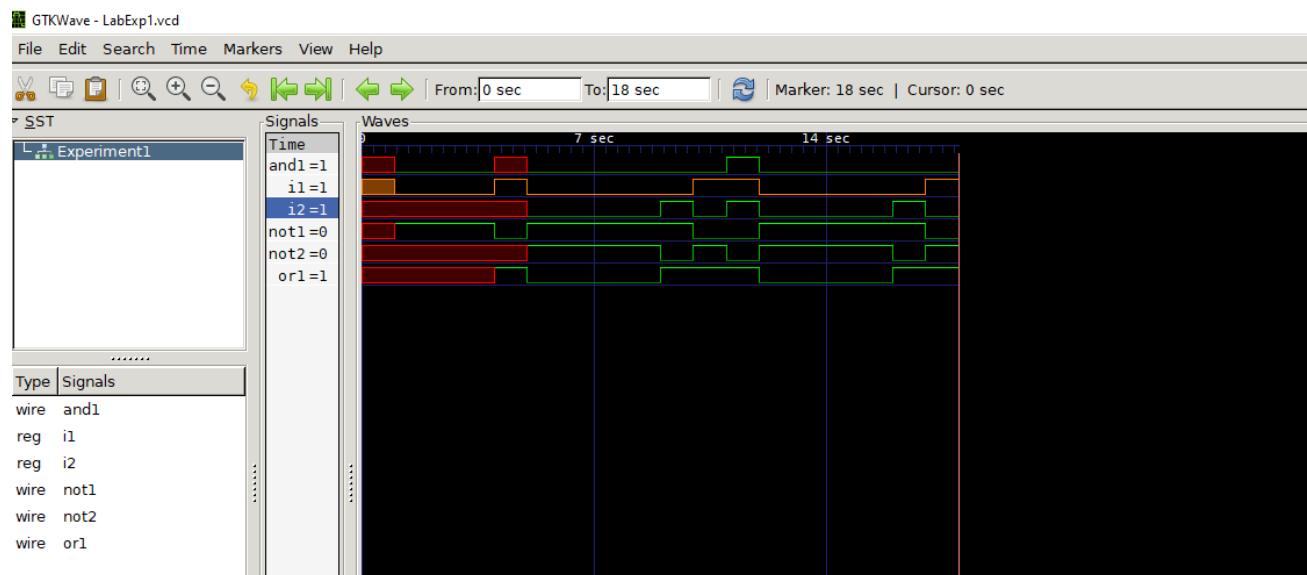 GTKWave - LabExp1.vcd
File Edit Search Time Markers View Help
From: 0 sec To: 18 sec Marker: 18 sec | Cursor: 0 sec
SST
Experiment1
Type Signals
wire and1
reg i1
reg i2
wire not1
wire not2
wire or1
Signals
Time
and1=1
i1=1
i2=1
not1=0
not2=0
or1=1
Waves
0 7 sec 14 sec